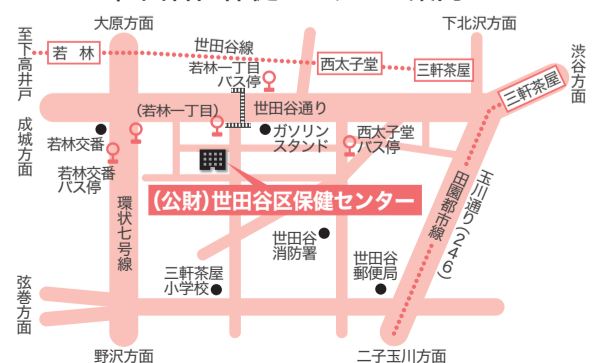 大原方面
下北沢方面
至下高井戸
若林
世田谷線
西太子堂
三軒茶屋
渋谷方面
三軒茶屋
若林一丁目
バス停
(若林一丁目)
世田谷通り
成城方面
若林交番
ガソリン
スタンド
西太子堂
バス停
若林交番
バス停
(公財)世田谷区保健センター
玉川通り(246)
田園都市線
環状七号線
世田谷
消防署
世田谷
郵便局
三軒茶屋
小学校
弦巻方面
野沢方面
二子玉川方面